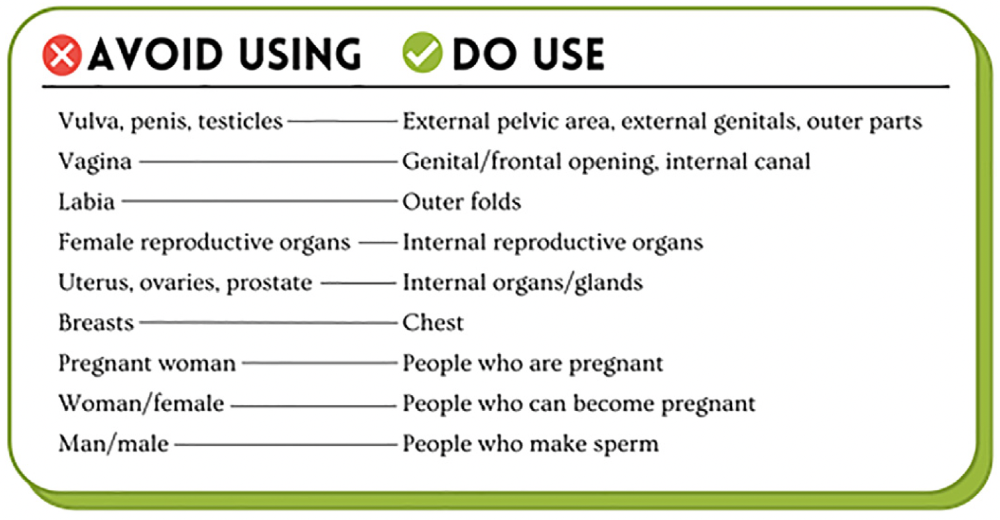 AVOID USING DO USE
Vulva, penis, testicles External pelvic area, external genitals, outer parts
Vagina Genital/frontal opening, internal canal
Labia Outer folds
Female reproductive organs Internal reproductive organs
Uterus, ovaries, prostate Internal organs/glands
Breasts Chest
Pregnant woman People who are pregnant
Woman/female People who can become pregnant
Man/male People who make sperm